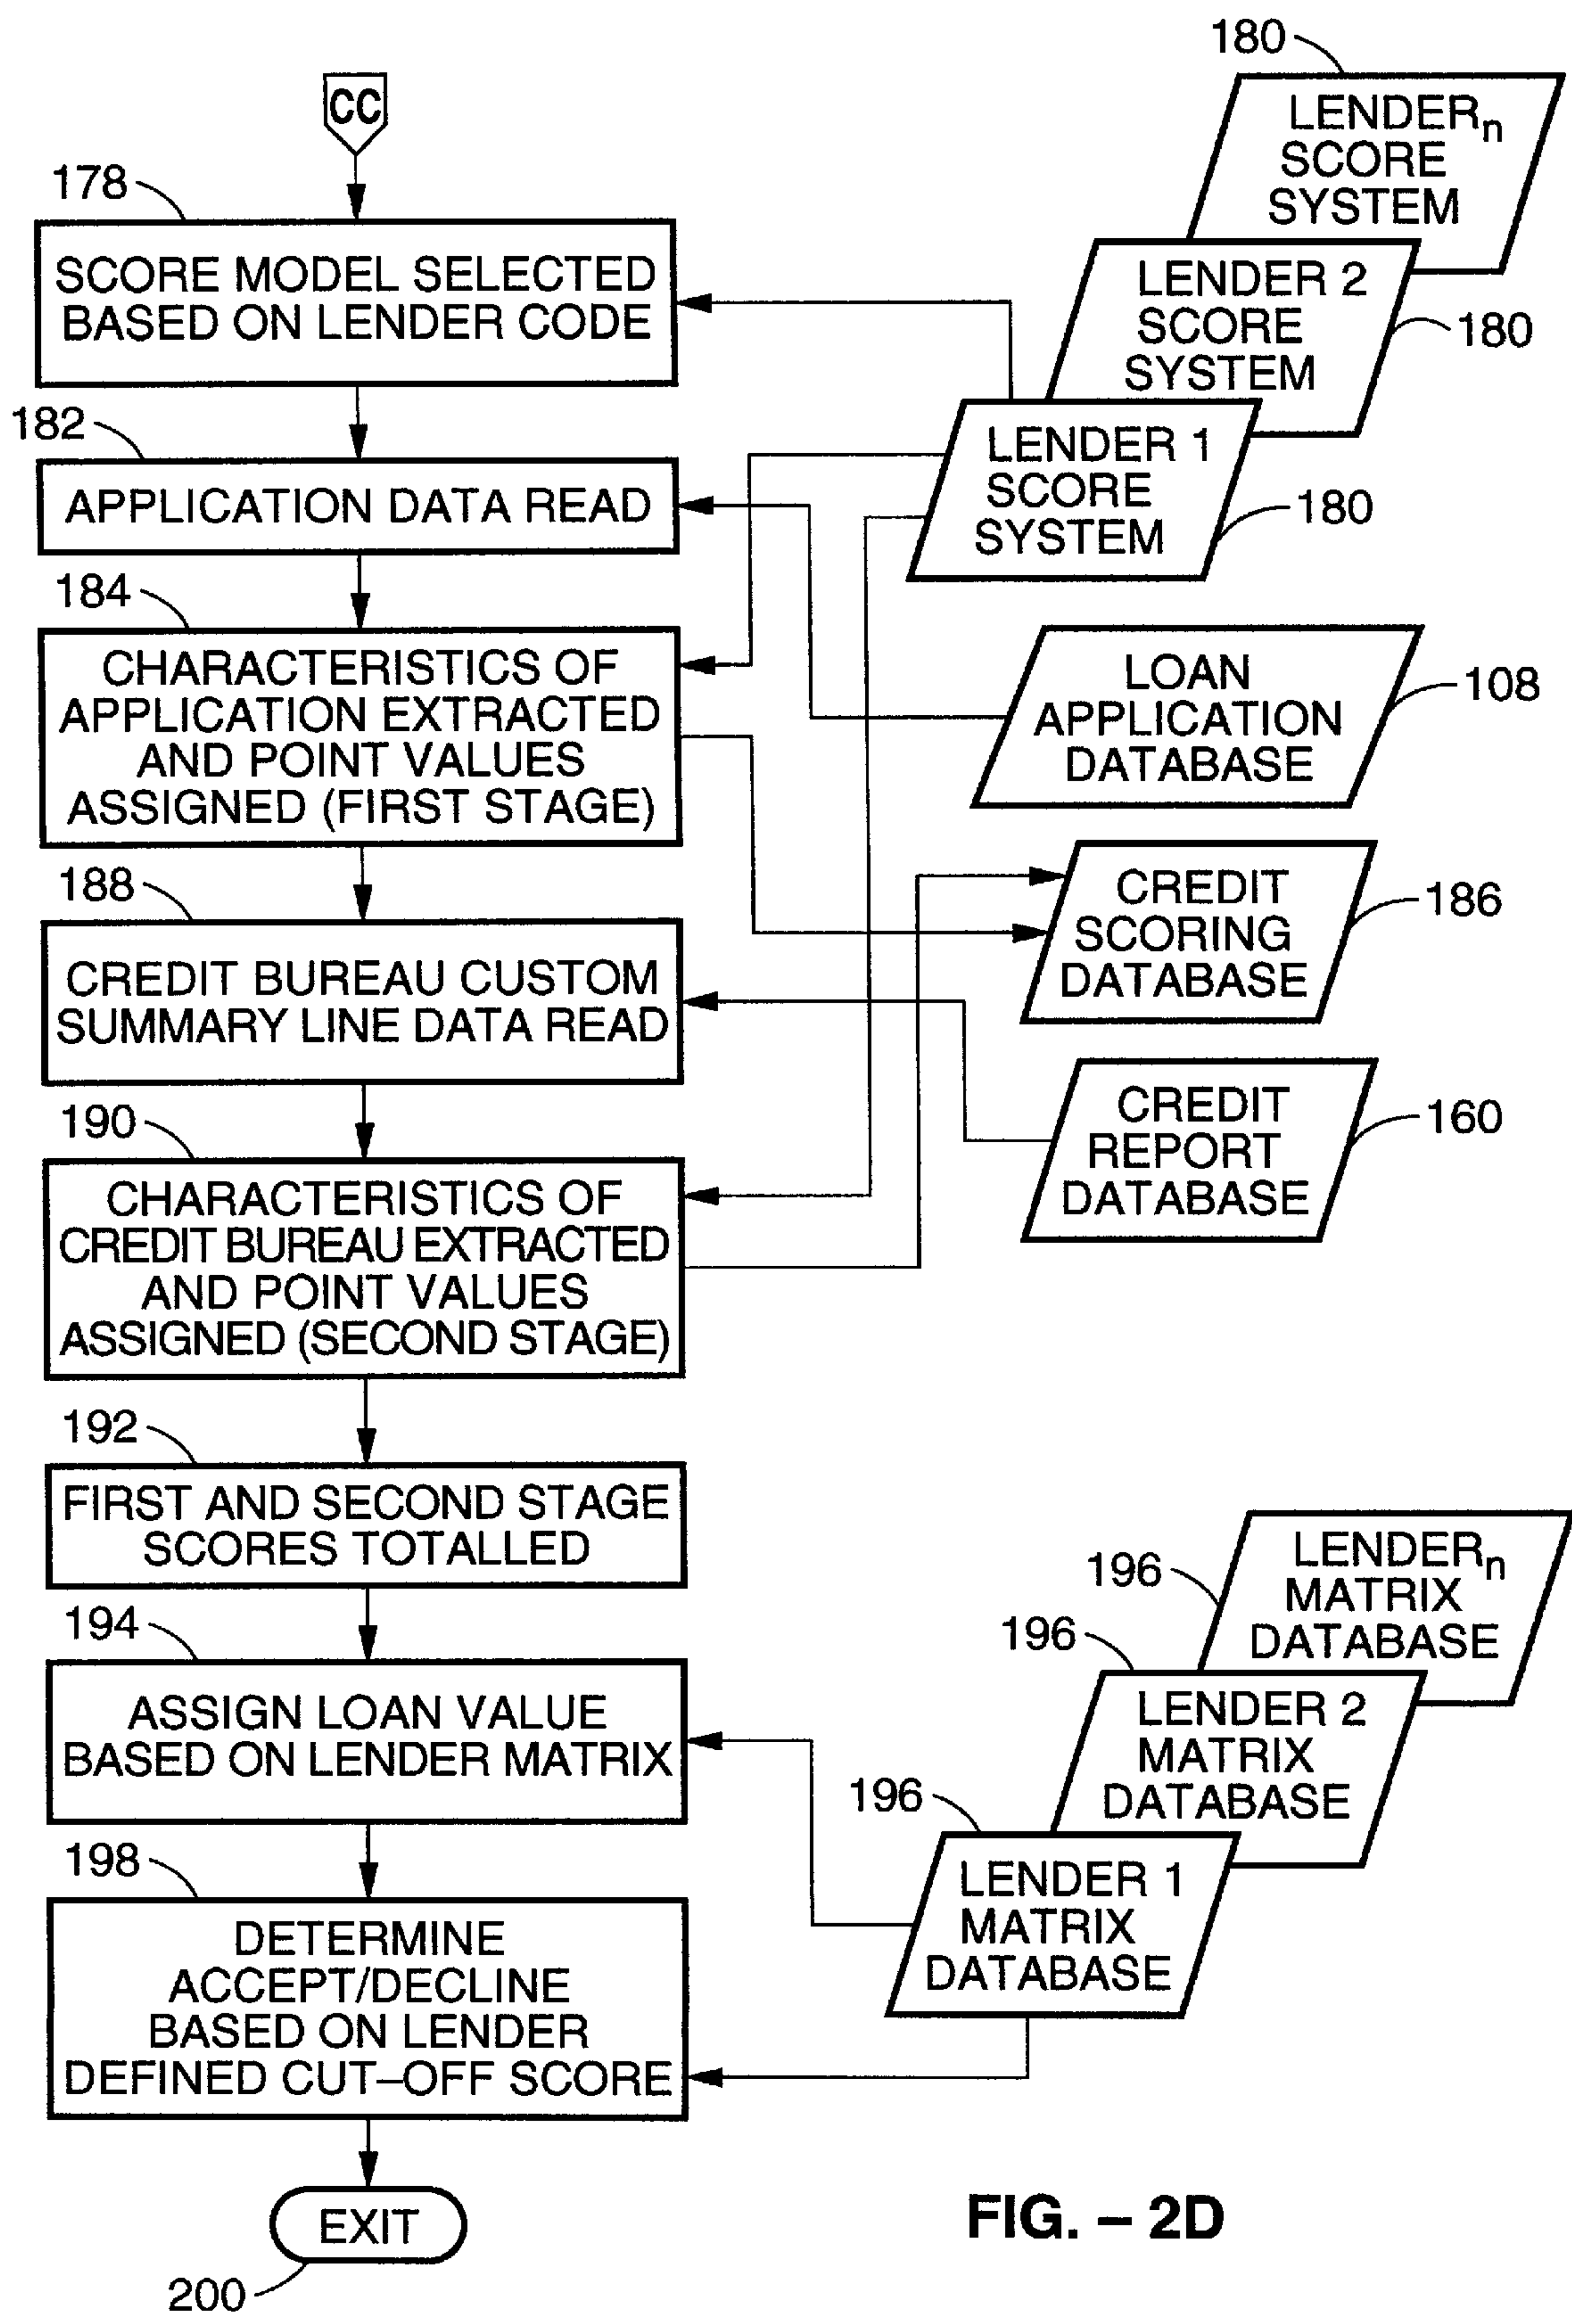 CC
178
SCORE MODEL SELECTED
BASED ON LENDER CODE
182
APPLICATION DATA READ
184
CHARACTERISTICS OF
APPLICATION EXTRACTED
AND POINT VALUES
ASSIGNED (FIRST STAGE)
188
CREDIT BUREAU CUSTOM
SUMMARY LINE DATA READ
190
CHARACTERISTICS OF
CREDIT BUREAU EXTRACTED
AND POINT VALUES
ASSIGNED (SECOND STAGE)
192
FIRST AND SECOND STAGE
SCORES TOTALLED
194
ASSIGN LOAN VALUE
BASED ON LENDER MATRIX
198
DETERMINE
ACCEPT/DECLINE
BASED ON LENDER
DEFINED CUT–OFF SCORE
EXIT
200
180
LENDERn
SCORE
SYSTEM
LENDER 2
SCORE
SYSTEM
180
LENDER 1
SCORE
SYSTEM
180
LOAN
APPLICATION
DATABASE
108
CREDIT
SCORING
DATABASE
186
CREDIT
REPORT
DATABASE
160
196
LENDERn
MATRIX
DATABASE
196
LENDER 2
MATRIX
DATABASE
196
LENDER 1
MATRIX
DATABASE
FIG. – 2D